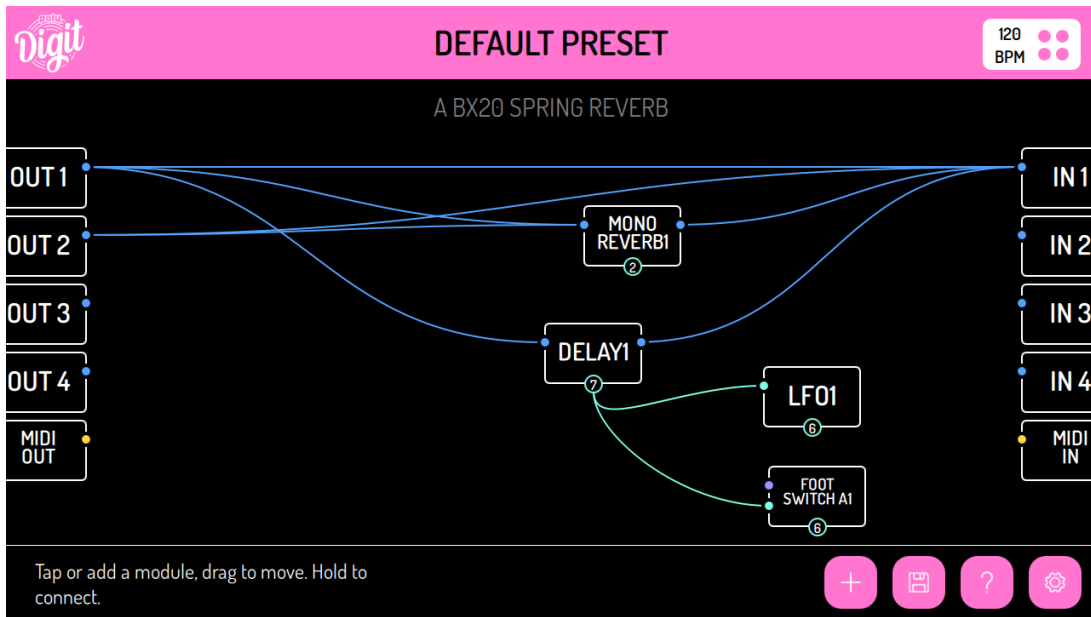 poly
Digit
DEFAULT PRESET
120
BPM
A BX20 SPRING REVERB
OUT 1
OUT 2
OUT 3
OUT 4
MIDI
OUT
MONO
REVERB1
2
DELAY1
7
LFO1
6
FOOT
SWITCH A1
6
IN 1
IN 2
IN 3
IN 4
MIDI
IN
Tap or add a module, drag to move. Hold to
connect.
+
?